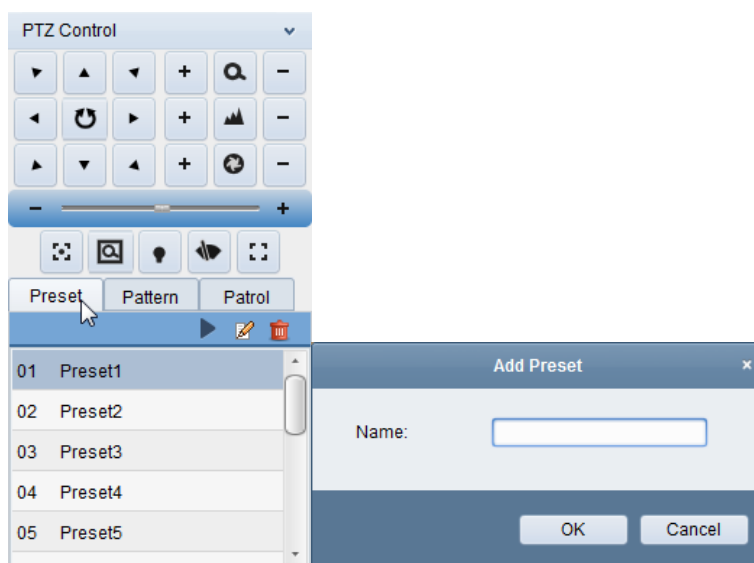 PTZ Control
Preset Pattern Patrol
01 Preset1
02 Preset2
03 Preset3
04 Preset4
05 Preset5
Add Preset
Name:
OK Cancel